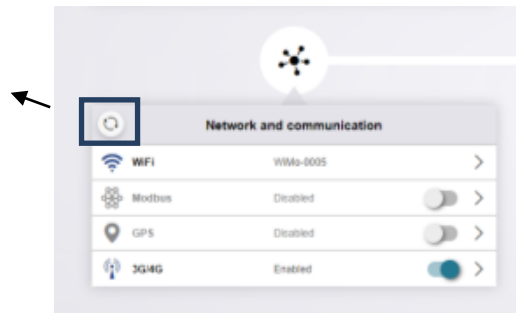 Network and communication
WiFi WiMo-0005
Modbus Disabled
GPS Disabled
3G/4G Enabled